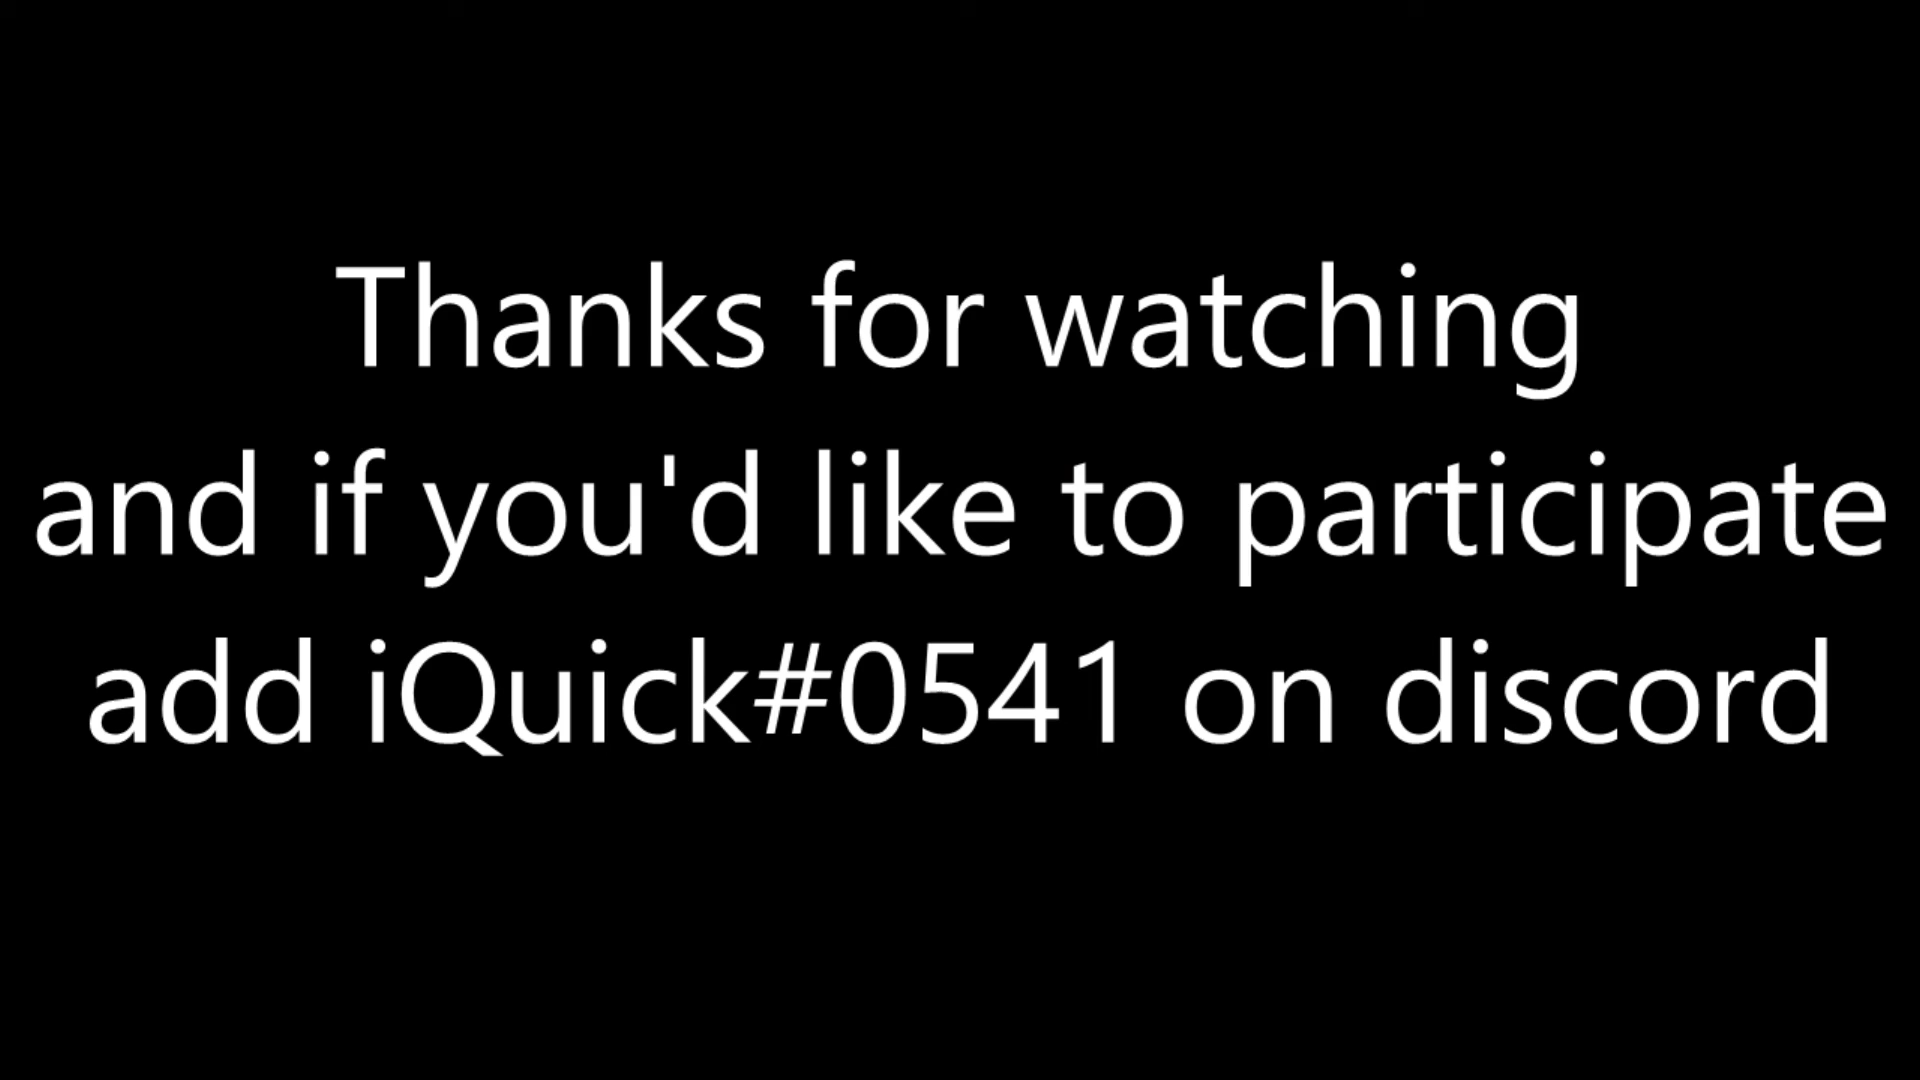 Thanks for watching
and if you'd like to participate
add iQuick#0541 on discord